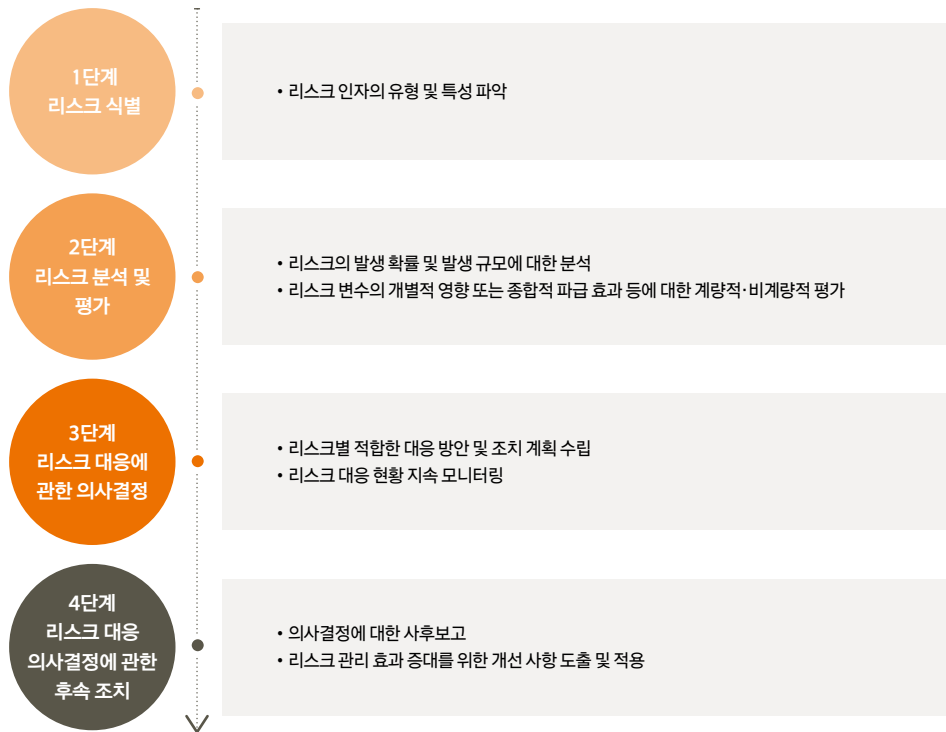 1단계
리스크 식별
• 리스크 인자의 유형 및 특성 파악
2단계
리스크 분석 및
평가
• 리스크의 발생 확률 및 발생 규모에 대한 분석
• 리스크 변수의 개별적 영향 또는 종합적 파급 효과 등에 대한 계량적·비계량적 평가
3단계
리스크 대응에
관한 의사결정
• 리스크별 적합한 대응 방안 및 조치 계획 수립
• 리스크 대응 현황 지속 모니터링
4단계
리스크 대응
의사결정에 관한
후속 조치
• 의사결정에 대한 사후보고
• 리스크 관리 효과 증대를 위한 개선 사항 도출 및 적용